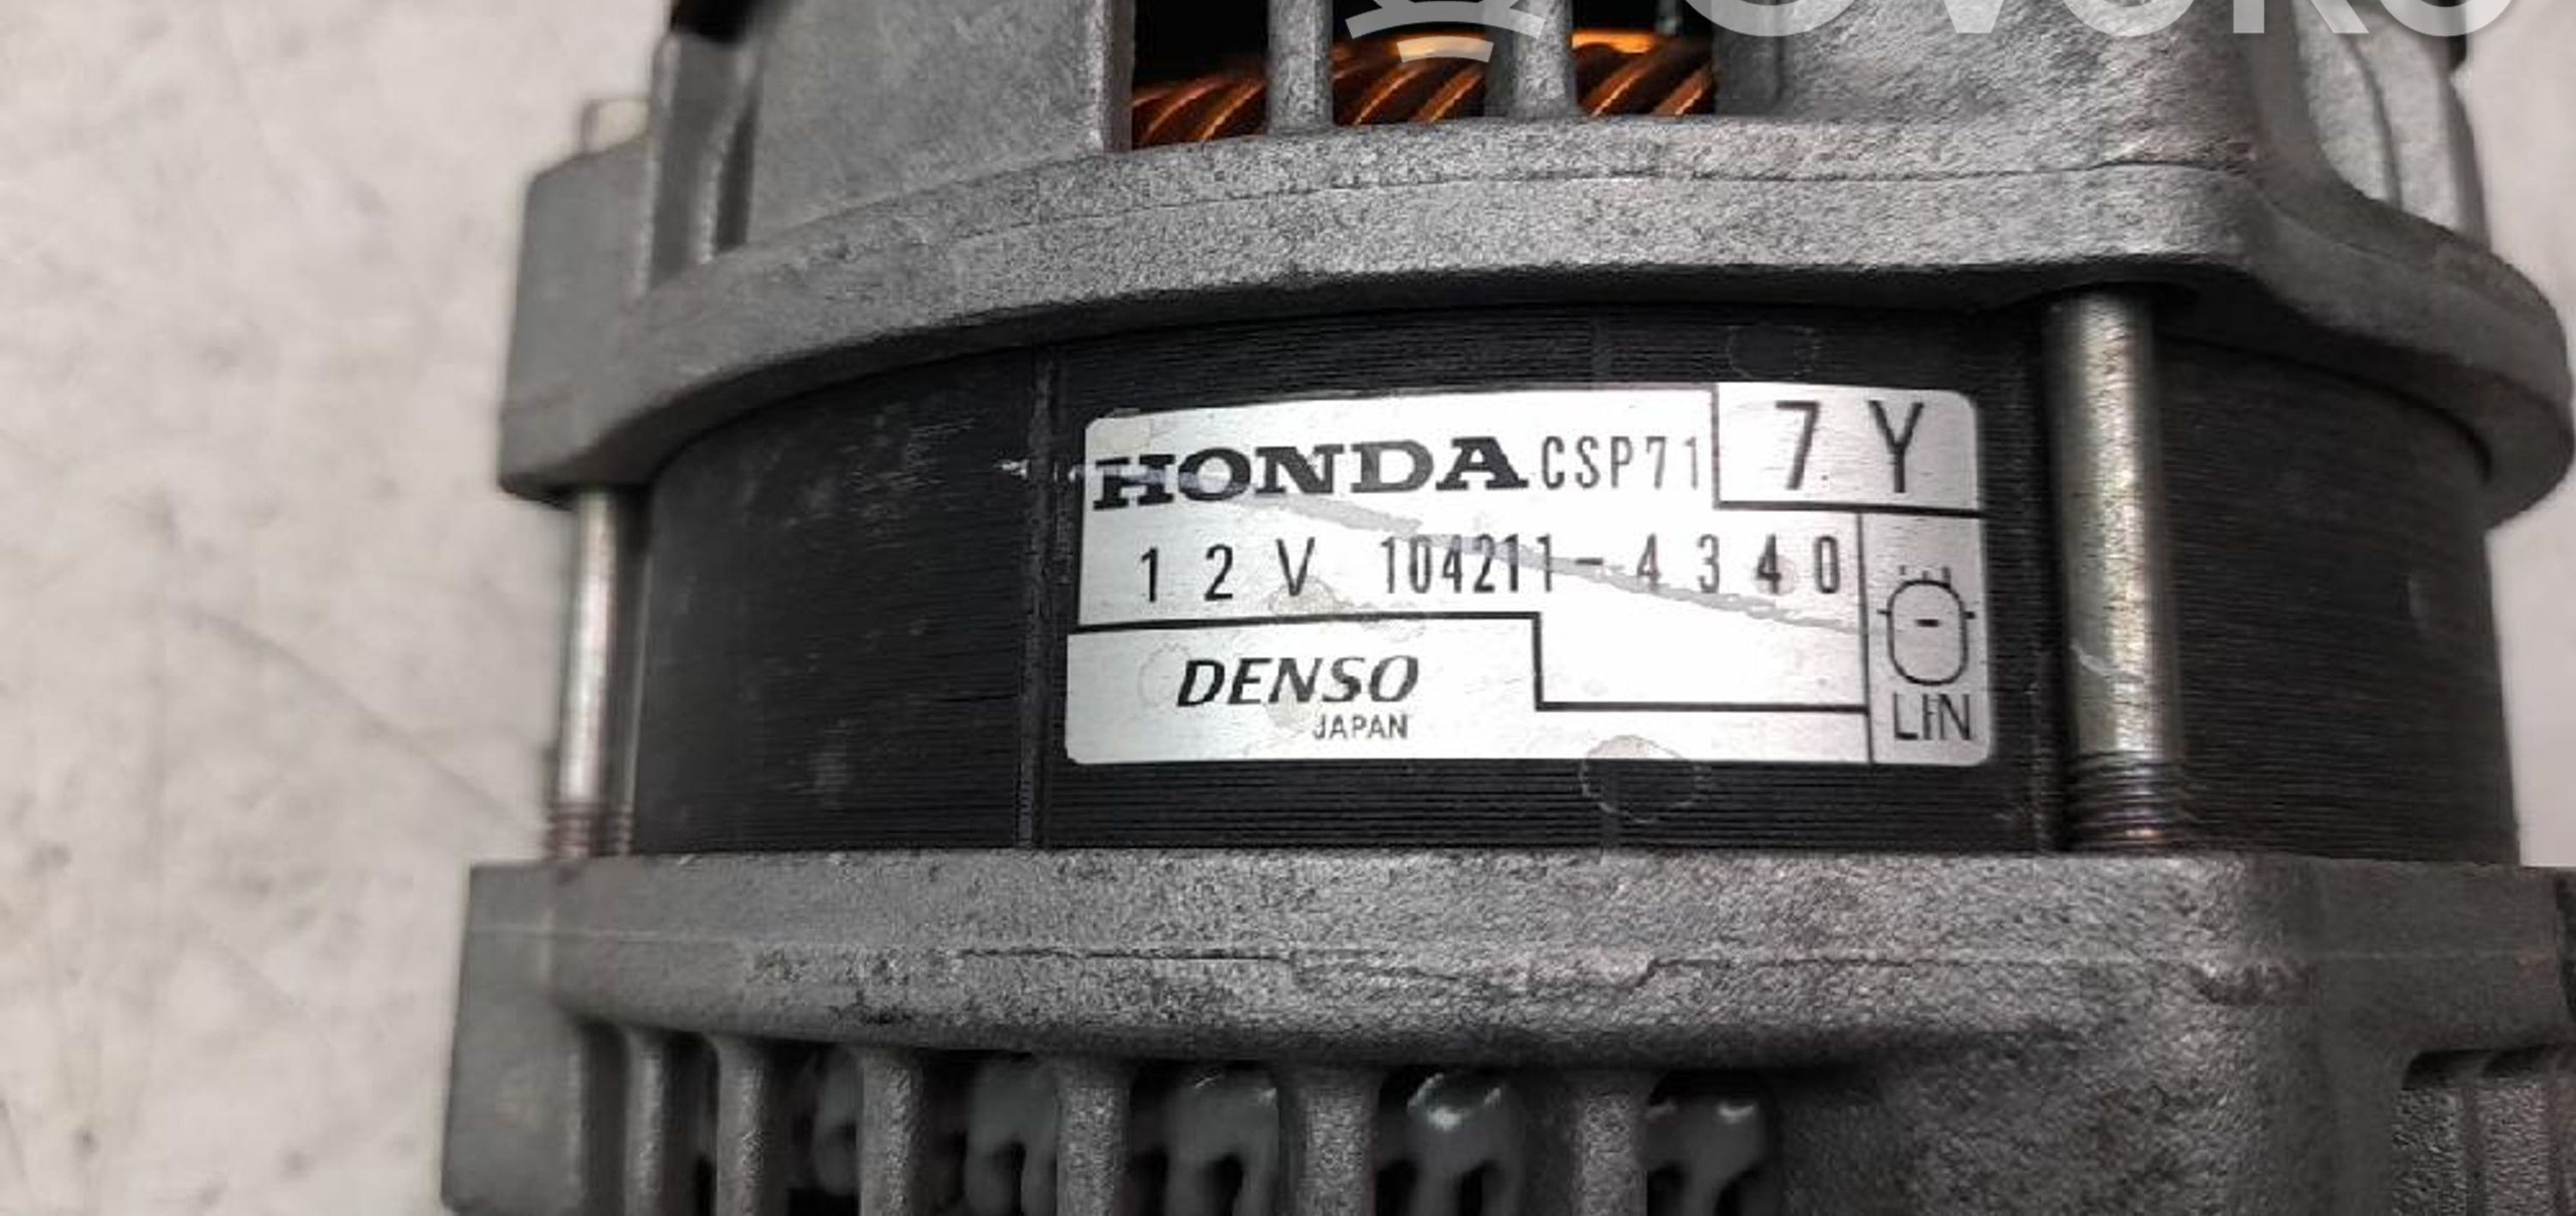 HONDA CSP71 7 Y
12V 104211-4340
DENSO
JAPAN
LIN